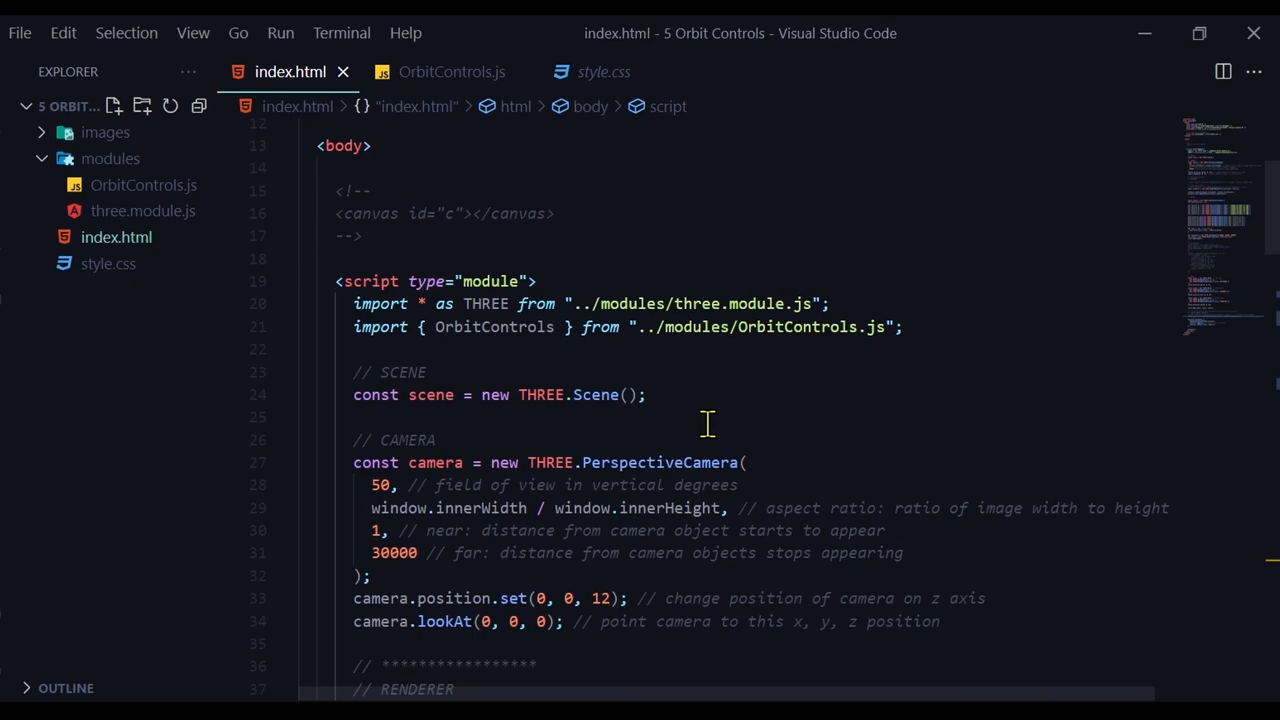 File Edit Selection View Go Run Terminal Help
index.html - 5 Orbit Controls - Visual Studio Code
EXPLORER
index.html
OrbitControls.js
style.css
5 ORBIT...
index.html > {} "index.html" > html > body > script
images
modules
OrbitControls.js
three.module.js
index.html
style.css
OUTLINE
12
13 <body>
14
15 <!--
16 <canvas id="c"></canvas>
17 -->
18
19 <script type="module">
20 import * as THREE from "../modules/three.module.js";
21 import { OrbitControls } from "../modules/OrbitControls.js";
22
23 // SCENE
24 const scene = new THREE.Scene();
25
26 // CAMERA
27 const camera = new THREE.PerspectiveCamera(
28 50, // field of view in vertical degrees
29 window.innerWidth / window.innerHeight, // aspect ratio: ratio of image width to height
30 1, // near: distance from camera object starts to appear
31 30000 // far: distance from camera objects stops appearing
32 );
33 camera.position.set(0, 0, 12); // change position of camera on z axis
34 camera.lookAt(0, 0, 0); // point camera to this x, y, z position
35
36 // *****************
37 // RENDERER